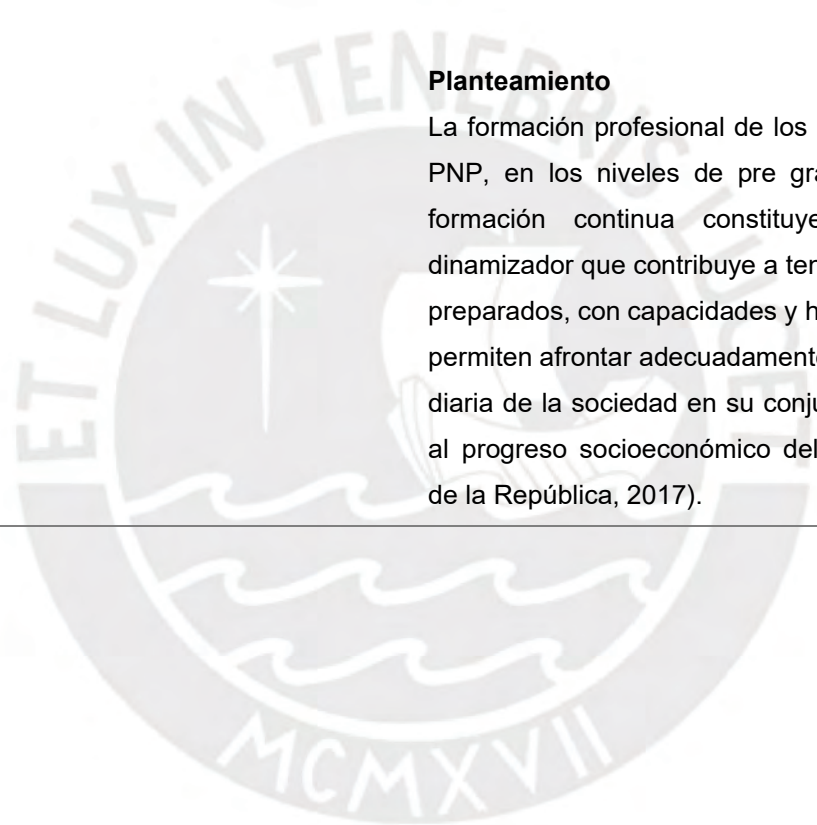 Planteamiento
La formación profesional de los
PNP, en los niveles de pre gra
formación continua constituye
dinamizador que contribuye a ten
preparados, con capacidades y h
permiten afrontar adecuadament
diaria de la sociedad en su conju
al progreso socioeconómico del
de la República, 2017).
ET LUX IN TENEBRIS LUCET
MCMXVII